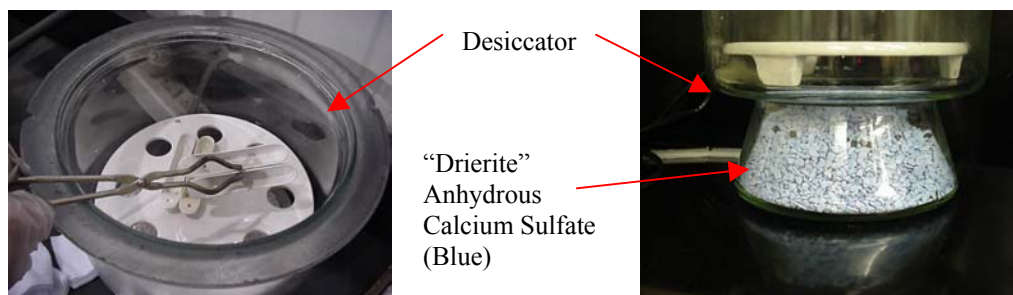 Desiccator
“Drierite”
Anhydrous
Calcium Sulfate
(Blue)